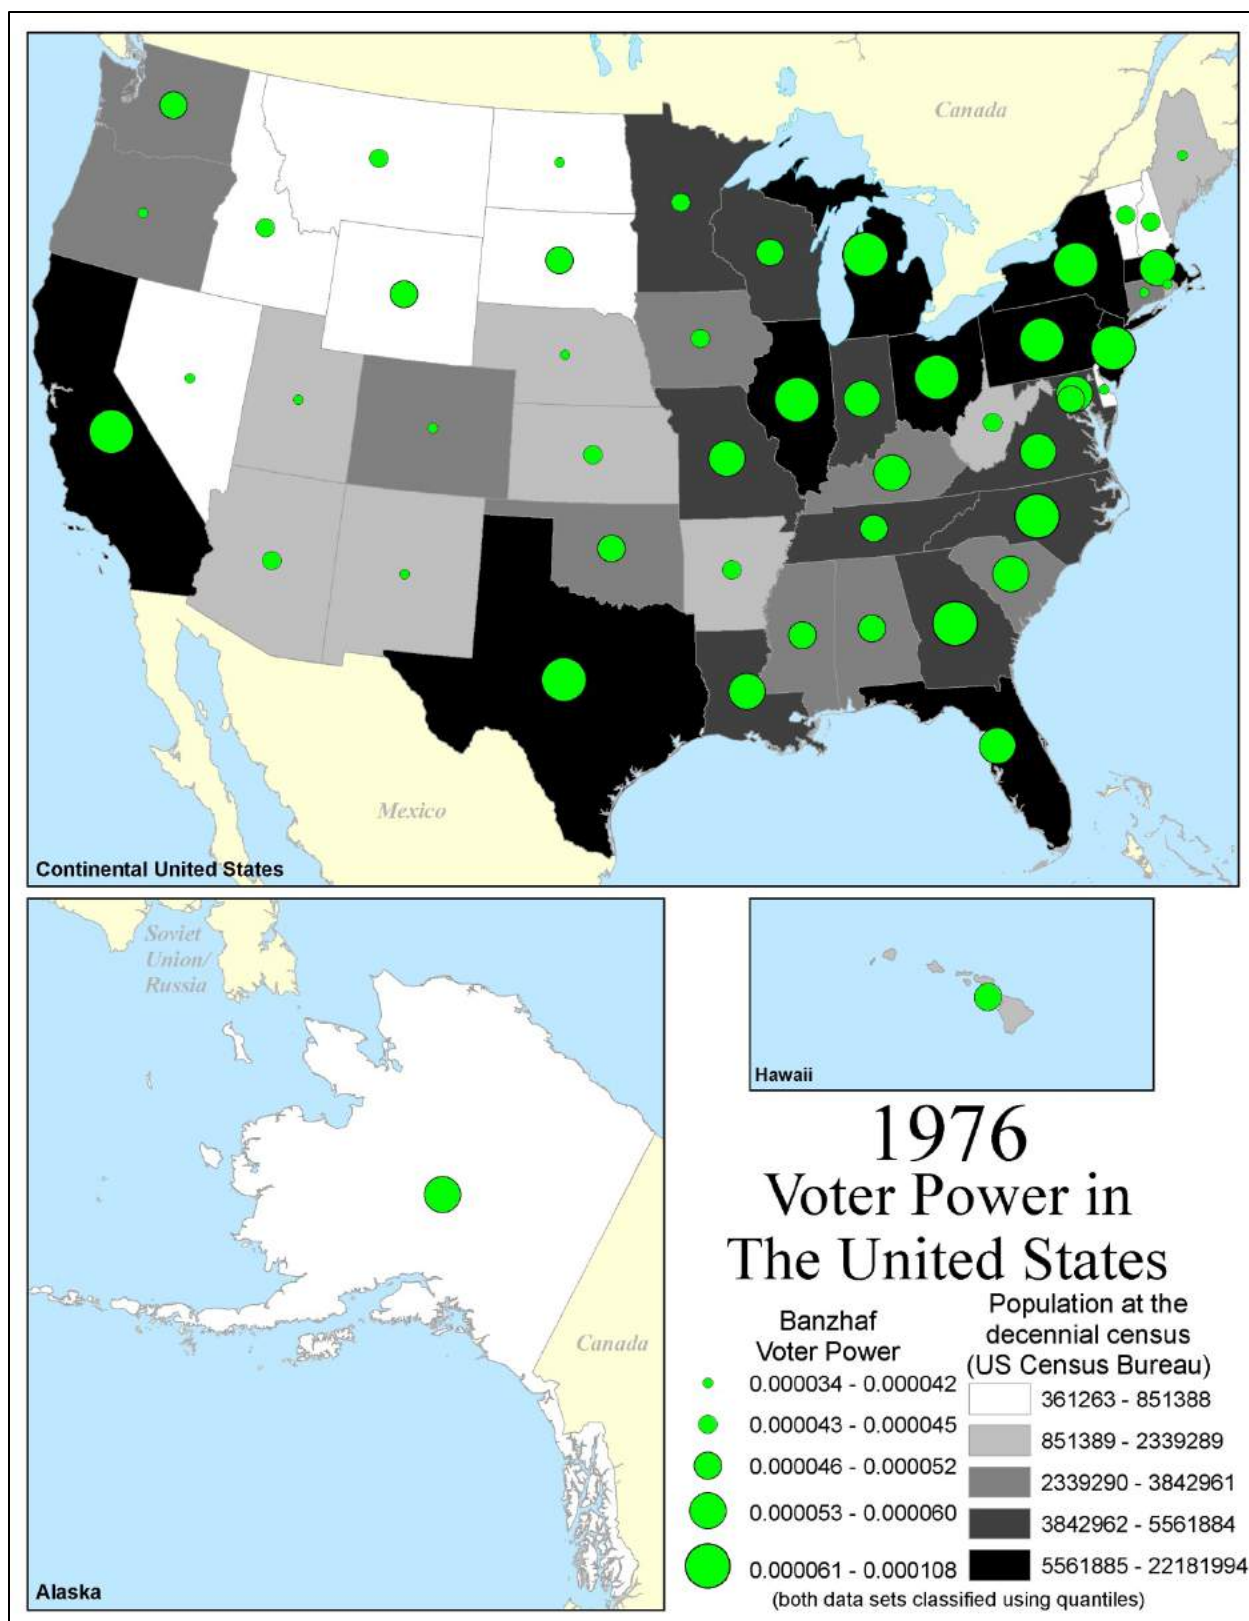 Canada
Mexico
Continental United States
Soviet
Union/
Russia
Canada
Alaska
Hawaii
1976
Voter Power in
The United States
Banzhaf
Voter Power
0.000034 - 0.000042
0.000043 - 0.000045
0.000046 - 0.000052
0.000053 - 0.000060
0.000061 - 0.000108
Population at the
decennial census
(US Census Bureau)
361263 - 851388
851389 - 2339289
2339290 - 3842961
3842962 - 5561884
5561885 - 22181994
(both data sets classified using quantiles)